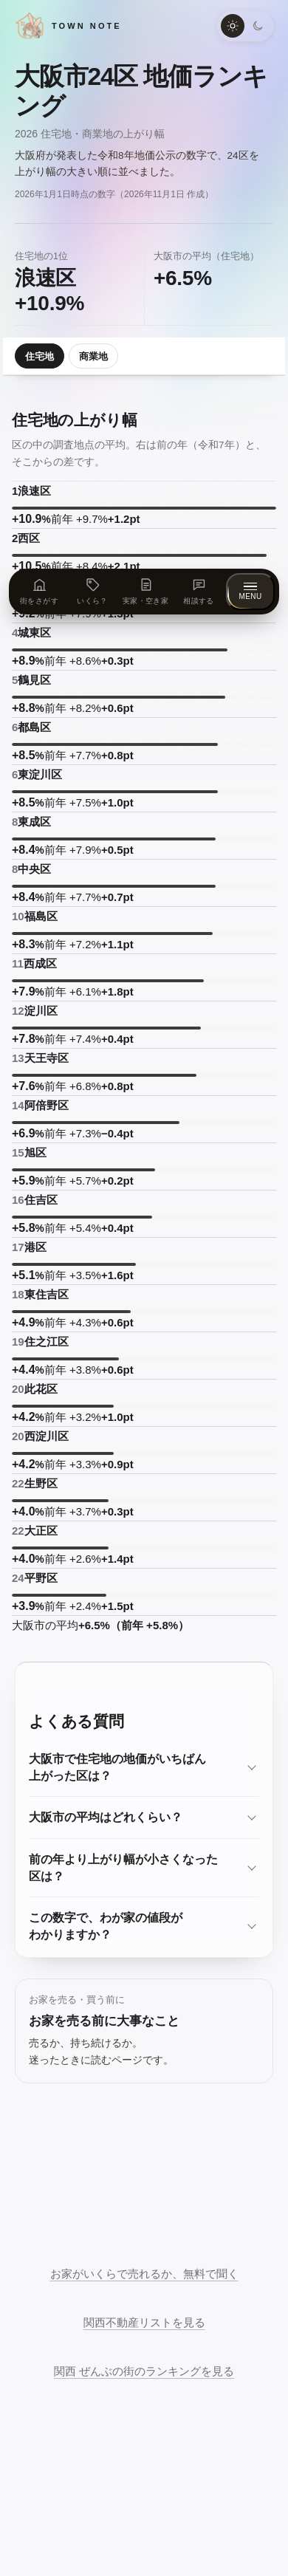 TOWN NOTE
大阪市24区 地価ランキ
ング
2026 住宅地・商業地の上がり幅
大阪府が発表した令和8年地価公示の数字で、24区を
上がり幅の大きい順に並べました。
2026年1月1日時点の数字（2026年11月1日 作成）
住宅地の1位
浪速区
+10.9%
大阪市の平均（住宅地）
+6.5%
住宅地
商業地
住宅地の上がり幅
区の中の調査地点の平均。右は前の年（令和7年）と、
そこからの差です。
1浪速区
+10.9%前年 +9.7%+1.2pt
2西区
+10.5%前年 +8.4%+2.1pt
街をさがす
いくら？
実家・空き家
相談する
MENU
4城東区
+8.9%前年 +8.6%+0.3pt
5鶴見区
+8.8%前年 +8.2%+0.6pt
6都島区
+8.5%前年 +7.7%+0.8pt
6東淀川区
+8.5%前年 +7.5%+1.0pt
8東成区
+8.4%前年 +7.9%+0.5pt
8中央区
+8.4%前年 +7.7%+0.7pt
10福島区
+8.3%前年 +7.2%+1.1pt
11西成区
+7.9%前年 +6.1%+1.8pt
12淀川区
+7.8%前年 +7.4%+0.4pt
13天王寺区
+7.6%前年 +6.8%+0.8pt
14阿倍野区
+6.9%前年 +7.3%−0.4pt
15旭区
+5.9%前年 +5.7%+0.2pt
16住吉区
+5.8%前年 +5.4%+0.4pt
17港区
+5.1%前年 +3.5%+1.6pt
18東住吉区
+4.9%前年 +4.3%+0.6pt
19住之江区
+4.4%前年 +3.8%+0.6pt
20此花区
+4.2%前年 +3.2%+1.0pt
20西淀川区
+4.2%前年 +3.3%+0.9pt
22生野区
+4.0%前年 +3.7%+0.3pt
22大正区
+4.0%前年 +2.6%+1.4pt
24平野区
+3.9%前年 +2.4%+1.5pt
大阪市の平均+6.5%（前年 +5.8%）
よくある質問
大阪市で住宅地の地価がいちばん
上がった区は？
大阪市の平均はどれくらい？
前の年より上がり幅が小さくなった
区は？
この数字で、わが家の値段が
わかりますか？
お家を売る・買う前に
お家を売る前に大事なこと
売るか、持ち続けるか。
迷ったときに読むページです。
お家がいくらで売れるか、無料で聞く
関西不動産リストを見る
関西 ぜんぶの街のランキングを見る